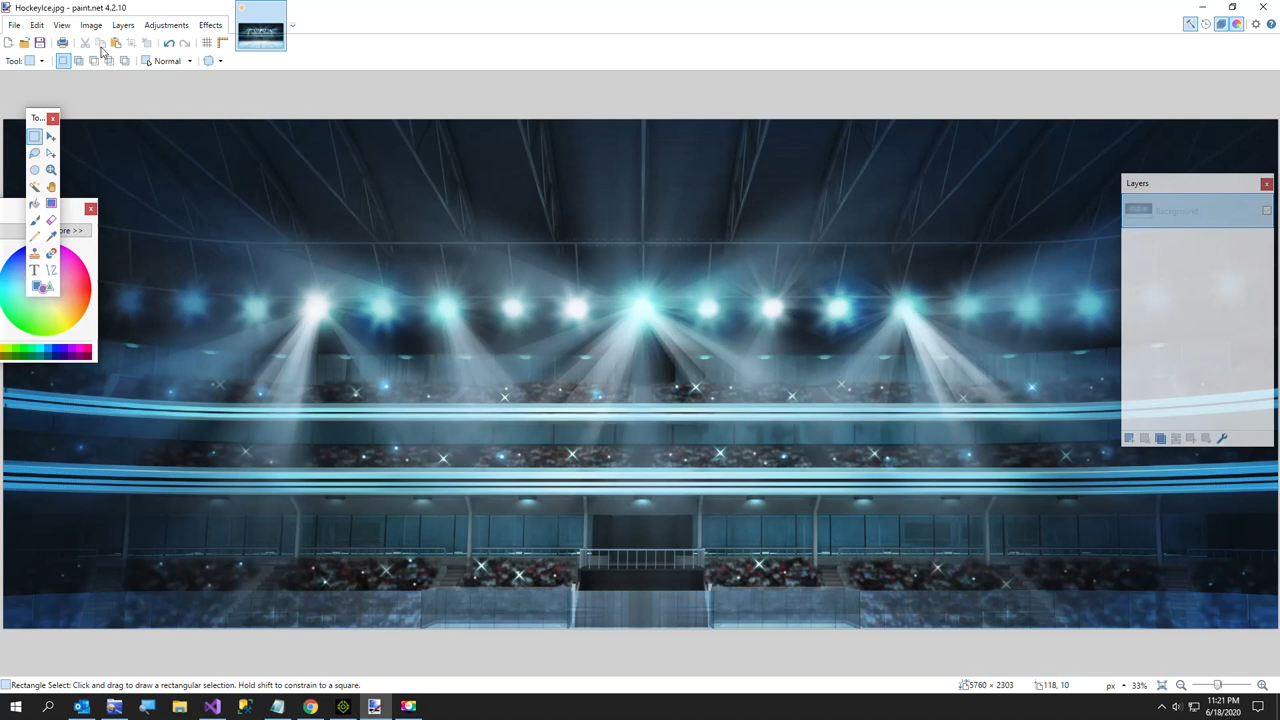 HockeyIce.jpg - paint.net 4.2.10
File Edit View Image Layers Adjustments Effects
Tool: Normal
To...
ore >>
Layers
Background
Rectangle Select: Click and drag to draw a rectangular selection. Hold shift to constrain to a square.
5760 × 2303
118, 10
px
33%
11:21 PM
6/18/2020